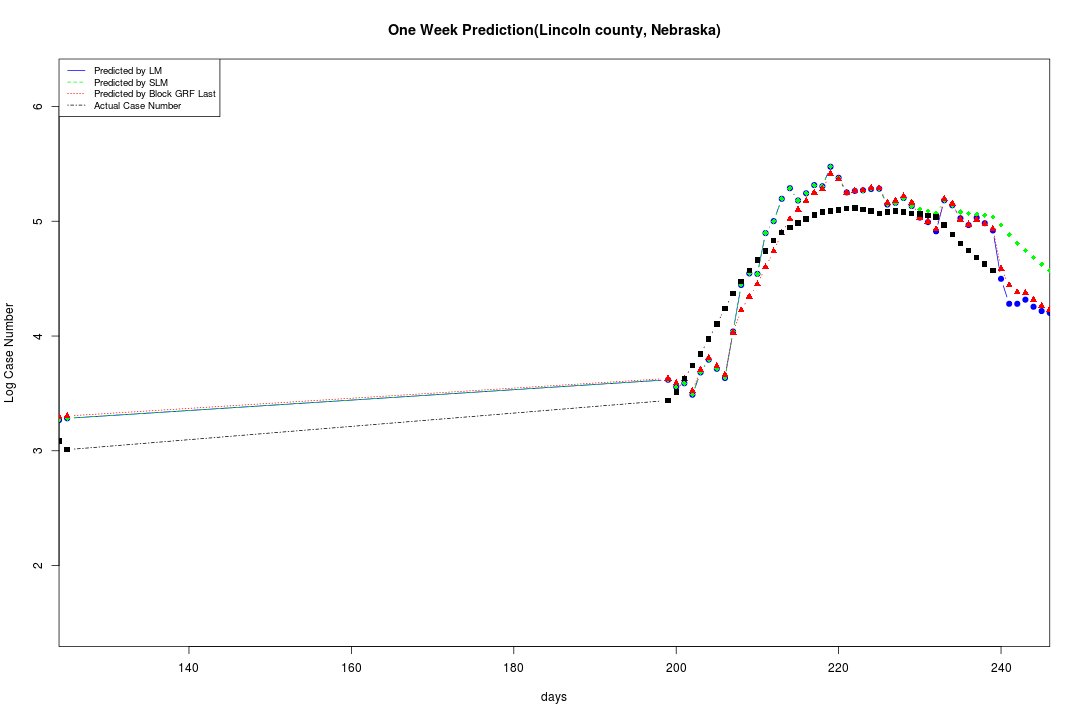 One Week Prediction(Lincoln county, Nebraska)
Predicted by LM
Predicted by SLM
Predicted by Block GRF Last
Actual Case Number
6
5
4
3
2
Log Case Number
140 160 180 200 220 240
days